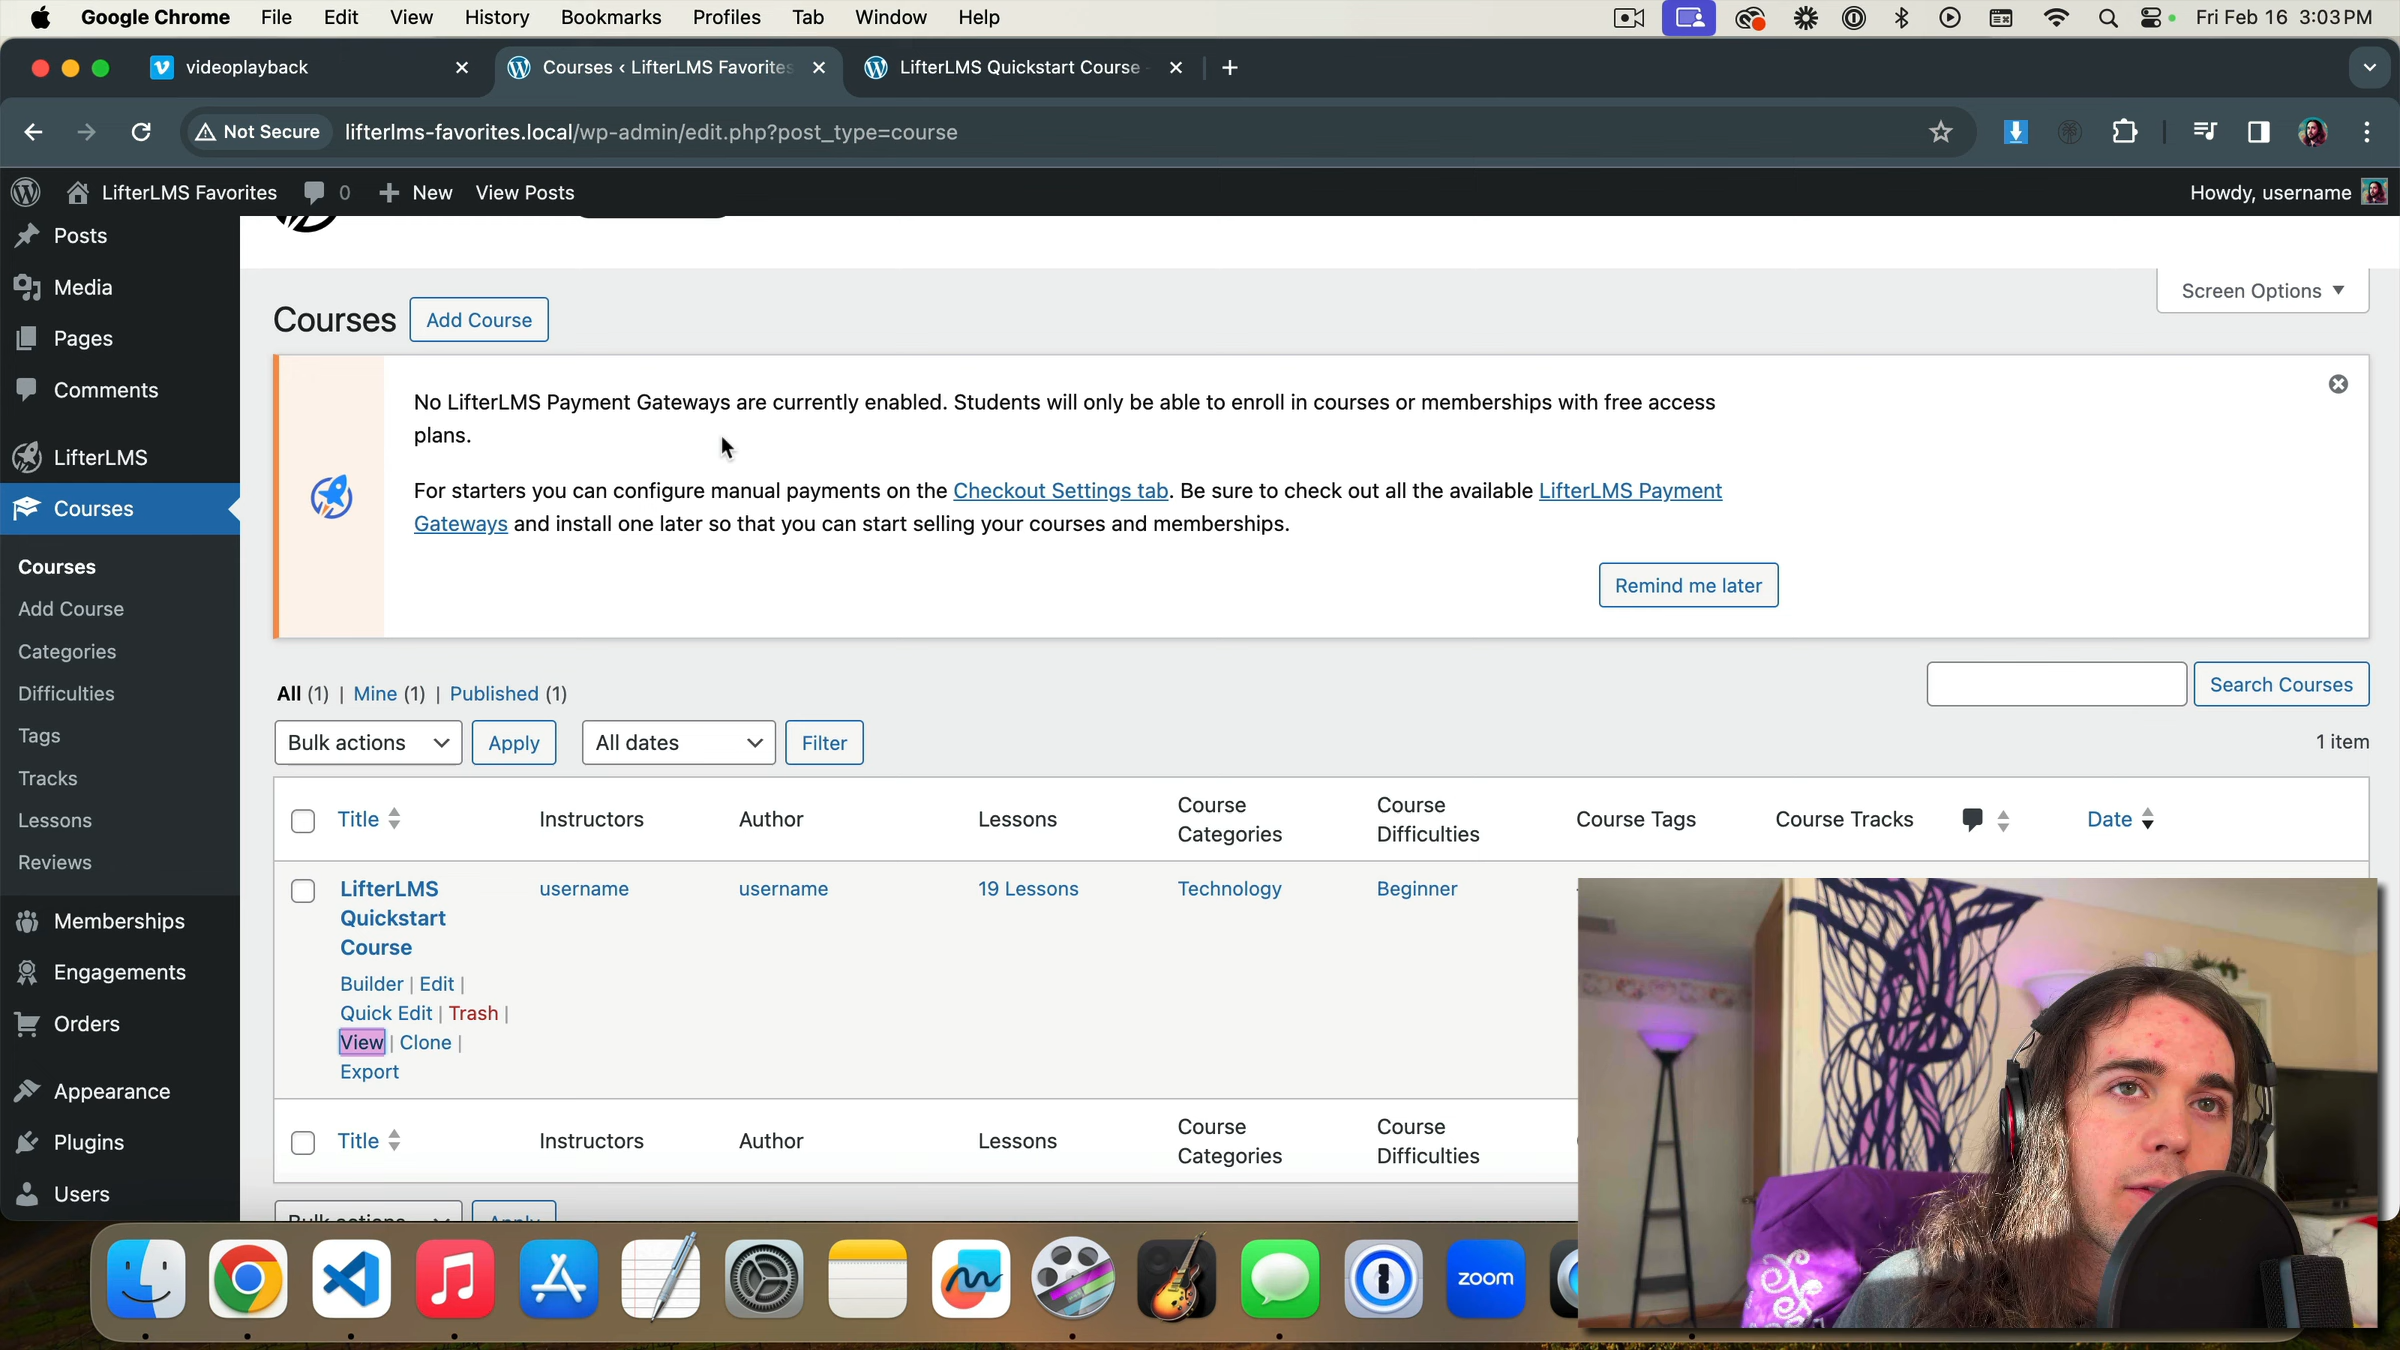 Google Chrome File Edit View History Bookmarks Profiles Tab Window Help Fri Feb 16 3:03 PM
videoplayback Courses ‹ LifterLMS Favorites LifterLMS Quickstart Course
Not Secure lifterlms-favorites.local/wp-admin/edit.php?post_type=course
LifterLMS Favorites 0 New View Posts Howdy, username
Posts
Media
Pages
Comments
LifterLMS
Courses
Courses
Add Course
Categories
Difficulties
Tags
Tracks
Lessons
Reviews
Memberships
Engagements
Orders
Appearance
Plugins
Users
Screen Options
Courses Add Course
No LifterLMS Payment Gateways are currently enabled. Students will only be able to enroll in courses or memberships with free access
plans.
For starters you can configure manual payments on the Checkout Settings tab. Be sure to check out all the available LifterLMS Payment
Gateways and install one later so that you can start selling your courses and memberships.
Remind me later
All (1) | Mine (1) | Published (1)
Search Courses
Bulk actions Apply All dates Filter
1 item
Title Instructors Author Lessons Course Categories Course Difficulties Course Tags Course Tracks Date
LifterLMS username username 19 Lessons Technology Beginner
Quickstart
Course
Builder | Edit |
Quick Edit | Trash |
View | Clone |
Export
Title Instructors Author Lessons Course Categories Course Difficulties
Bulk actions Apply
zoom